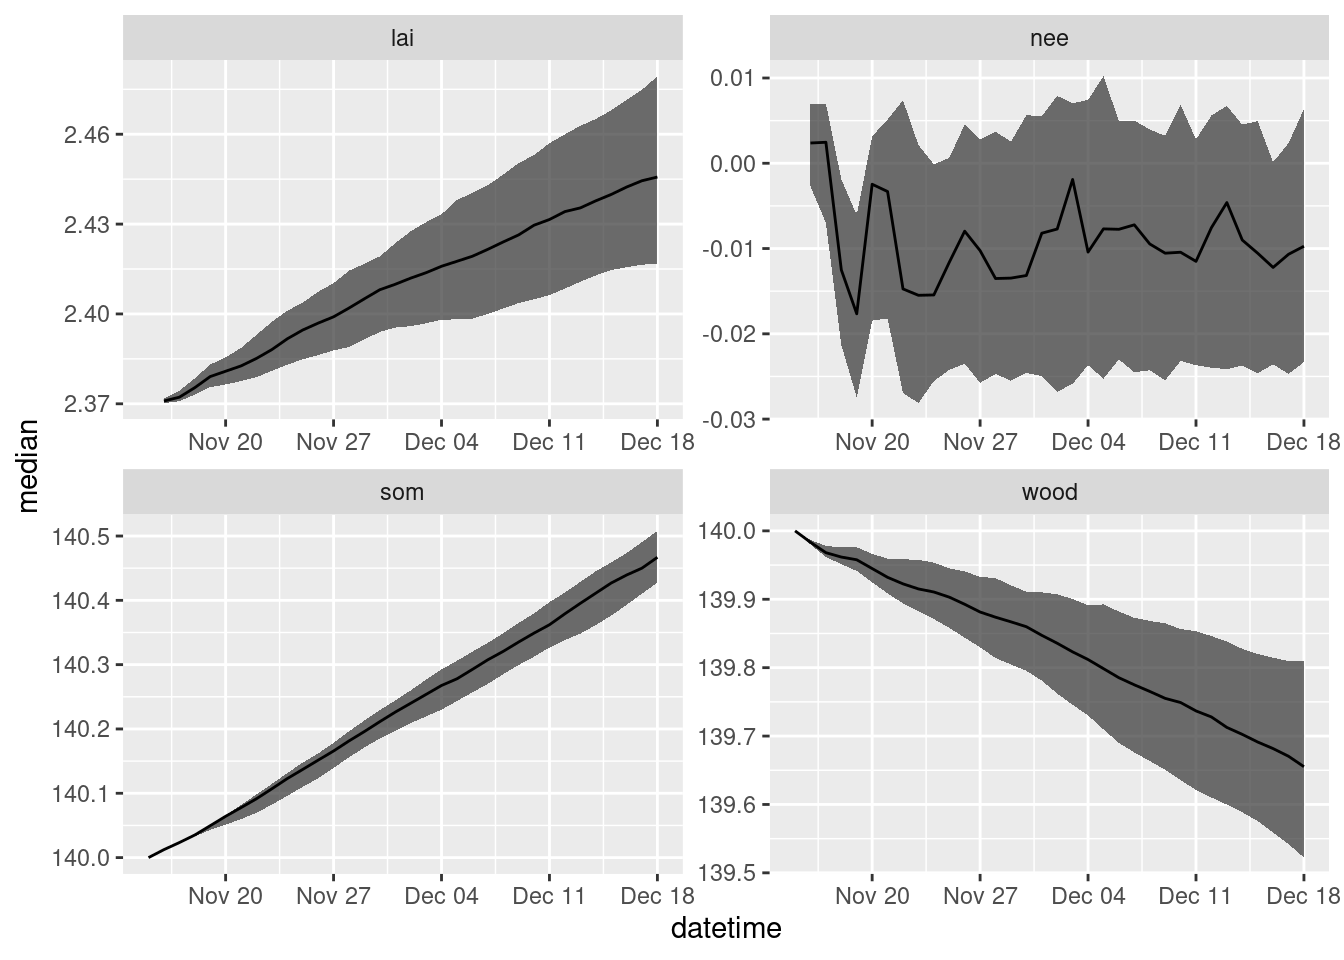 lai
nee
2.46
2.43
2.40
2.37
0.01
0.00
-0.01
-0.02
-0.03
Nov 20 Nov 27 Dec 04 Dec 11 Dec 18
Nov 20 Nov 27 Dec 04 Dec 11 Dec 18
median
som
wood
140.5
140.4
140.3
140.2
140.1
140.0
140.0
139.9
139.8
139.7
139.6
139.5
Nov 20 Nov 27 Dec 04 Dec 11 Dec 18
Nov 20 Nov 27 Dec 04 Dec 11 Dec 18
datetime